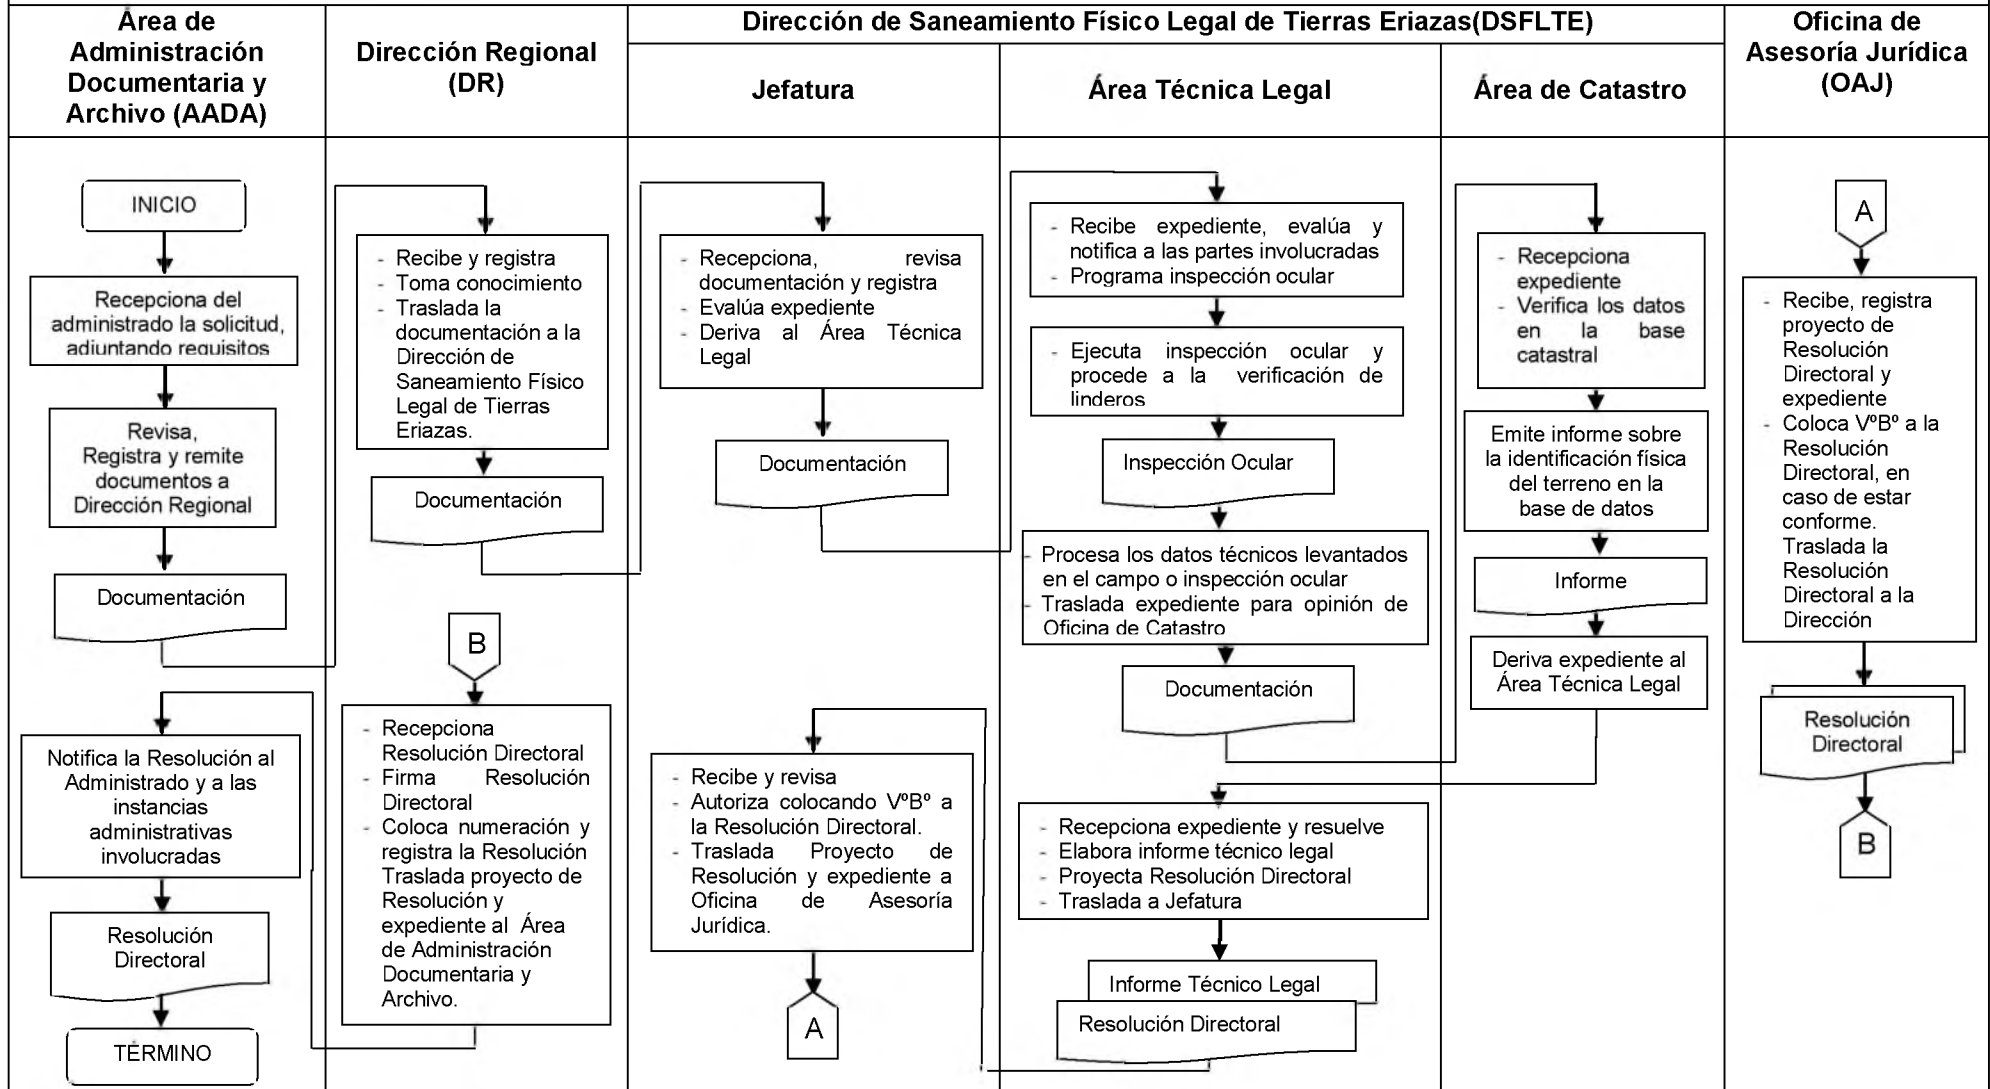 Área de
Administración
Documentaria y
Archivo (AADA)
Dirección Regional
(DR)
Dirección de Saneamiento Físico Legal de Tierras Eriazas(DSFLTE)
Jefatura
Área Técnica Legal
Área de Catastro
Oficina de
Asesoría Jurídica
(OAJ)
INICIO
Recepciona del
administrado la solicitud,
adjuntando requisitos
Revisa,
Registra y remite
documentos a
Dirección Regional
Documentación
- Recibe y registra
- Toma conocimiento
- Traslada la
documentación a la
Dirección de
Saneamiento Físico
Legal de Tierras
Eriazas.
Documentación
- Recepciona, revisa
documentación y registra
- Evalúa expediente
- Deriva al Área Técnica
Legal
Documentación
- Recibe expediente, evalúa y
notifica a las partes involucradas
- Programa inspección ocular
- Ejecuta inspección ocular y
procede a la verificación de
linderos
Inspección Ocular
- Procesa los datos técnicos levantados
en el campo o inspección ocular
- Traslada expediente para opinión de
Oficina de Catastro
Documentación
- Recepciona
expediente
- Verifica los datos
en la base
catastral
Emite informe sobre
la identificación física
del terreno en la
base de datos
Informe
Deriva expediente al
Área Técnica Legal
- Recepciona expediente y resuelve
- Elabora informe técnico legal
- Proyecta Resolución Directoral
- Traslada a Jefatura
Informe Técnico Legal
Resolución Directoral
- Recibe y revisa
- Autoriza colocando VºBº a
la Resolución Directoral.
- Traslada Proyecto de
Resolución y expediente a
Oficina de Asesoría
Jurídica.
A
A
- Recibe, registra
proyecto de
Resolución
Directoral y
expediente
- Coloca VºBº a la
Resolución
Directoral, en
caso de estar
conforme.
Traslada la
Resolución
Directoral a la
Dirección
Resolución
Directoral
B
B
- Recepciona
Resolución Directoral
- Firma Resolución
Directoral
- Coloca numeración y
registra la Resolución
Traslada proyecto de
Resolución y
expediente al Área
de Administración
Documentaria y
Archivo.
Notifica la Resolución al
Administrado y a las
instancias
administrativas
involucradas
Resolución
Directoral
TÉRMINO